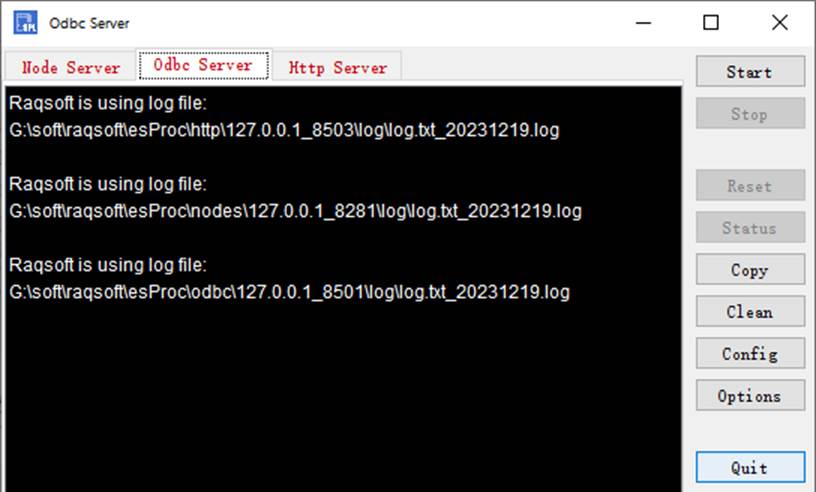 Odbc Server
Node Server
Odbc Server
Http Server
Raqsoft is using log file:
G:\soft\raqsoft\esProc\http\127.0.0.1_8503\log\log.txt_20231219.log
Raqsoft is using log file:
G:\soft\raqsoft\esProc\nodes\127.0.0.1_8281\log\log.txt_20231219.log
Raqsoft is using log file:
G:\soft\raqsoft\esProc\odbc\127.0.0.1_8501\log\log.txt_20231219.log
Start
Stop
Reset
Status
Copy
Clean
Config
Options
Quit